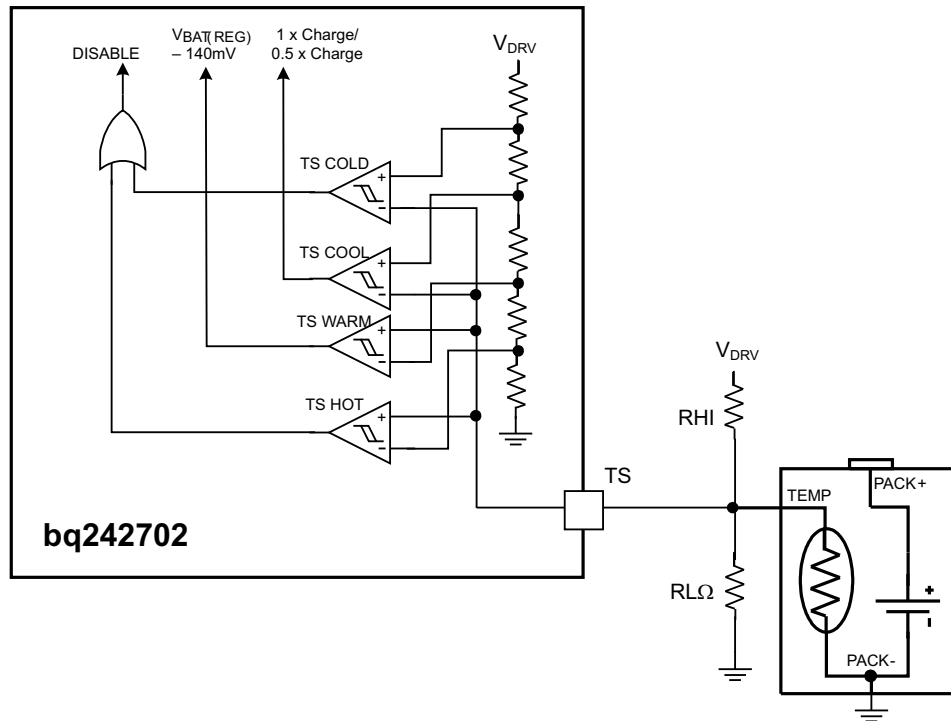 DISABLE
VBAT(REG)
– 140mV
1 x Charge/
0.5 x Charge
VDRV
TS COLD
+
-
TS COOL
+
-
TS WARM
+
-
TS HOT
+
-
VDRV
RHI
TS
TEMP
PACK+
bq242702
RLΩ
+
-
PACK-